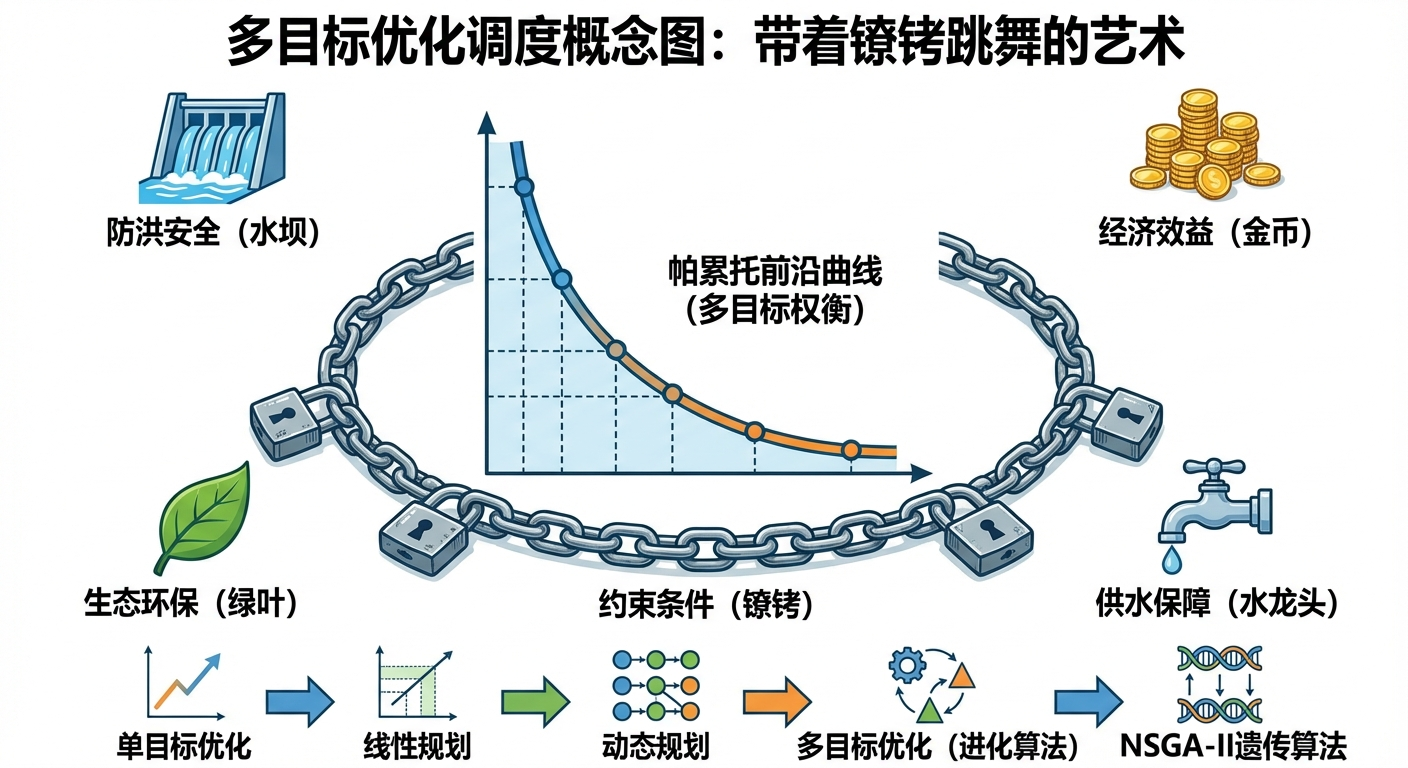 多目标优化调度概念图：带着镣铐跳舞的艺术
防洪安全（水坝）
经济效益（金币）
帕累托前沿曲线
（多目标权衡）
生态环保（绿叶）
约束条件（镣铐）
供水保障（水龙头）
单目标优化
线性规划
动态规划
多目标优化（进化算法）
NSGA-II遗传算法